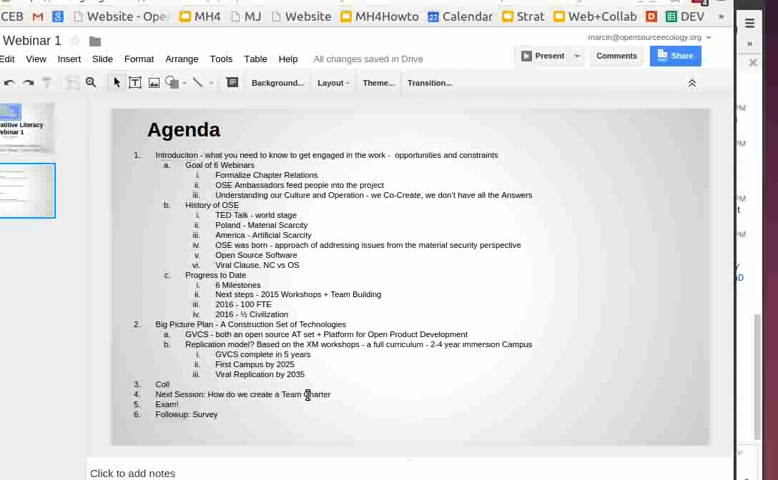 CEB Website - Ope MH4 MJ Website MH4Howto Calendar Strat Web+Collab DEV
Webinar 1
marcin@opensourceecology.org
Edit View Insert Slide Format Arrange Tools Table Help All changes saved in Drive
Present Comments Share
Background... Layout Theme... Transition...
Agenda
1. Introduciton - what you need to know to get engaged in the work - opportunities and constraints
a. Goal of 6 Webinars
i. Formalize Chapter Relations
ii. OSE Ambassadors feed people into the project
iii. Understanding our Culture and Operation - we Co-Create, we don't have all the Answers
b. History of OSE
i. TED Talk - world stage
ii. Poland - Material Scarcity
iii. America - Artificial Scarcity
iv. OSE was born - approach of addressing issues from the material security perspective
v. Open Source Software
vi. Viral Clause, NC vs OS
c. Progress to Date
i. 6 Milestones
ii. Next steps - 2015 Workshops + Team Building
iii. 2016 - 100 FTE
iv. 2016 - ½ Civilization
2. Big Picture Plan - A Construction Set of Technologies
a. GVCS - both an open source AT set + Platform for Open Product Development
b. Replication model? Based on the XM workshops - a full curriculum - 2-4 year immersion Campus
i. GVCS complete in 5 years
ii. First Campus by 2025
iii. Viral Replication by 2035
3. Coll
4. Next Session: How do we create a Team Charter
5. Exam!
6. Followup: Survey
Click to add notes